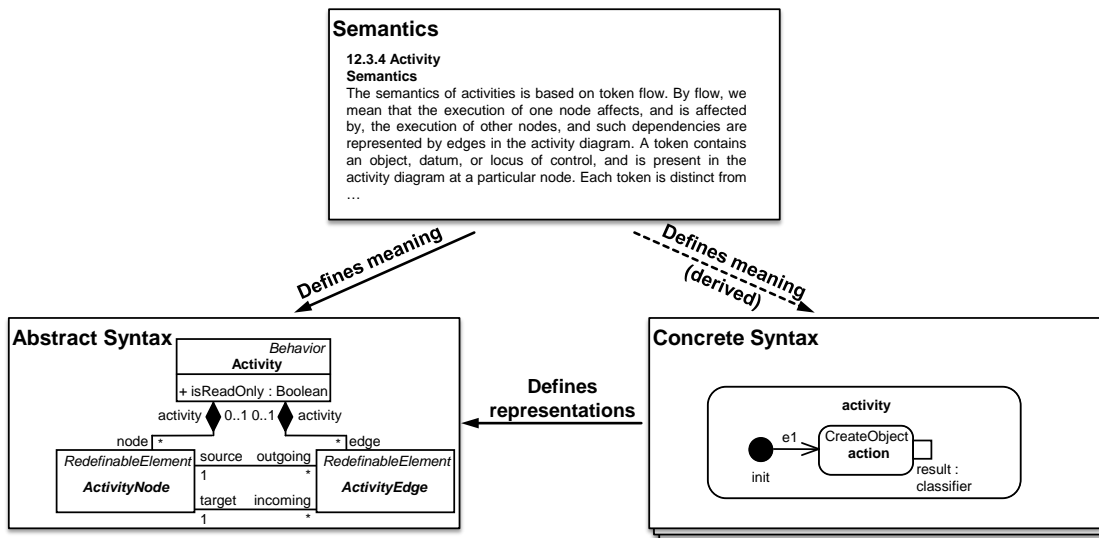 Semantics
12.3.4 Activity
Semantics
The semantics of activities is based on token flow. By flow, we
mean that the execution of one node affects, and is affected
by, the execution of other nodes, and such dependencies are
represented by edges in the activity diagram. A token contains
an object, datum, or locus of control, and is present in the
activity diagram at a particular node. Each token is distinct from
…
Defines meaning
Defines meaning
(derived)
Abstract Syntax
Behavior
Activity
+ isReadOnly : Boolean
activity 0..1 0..1 activity
node * * edge
RedefinableElement
ActivityNode
source outgoing
1 *
target incoming
1 *
RedefinableElement
ActivityEdge
Defines
representations
Concrete Syntax
activity
e1
init
CreateObject
action
result :
classifier